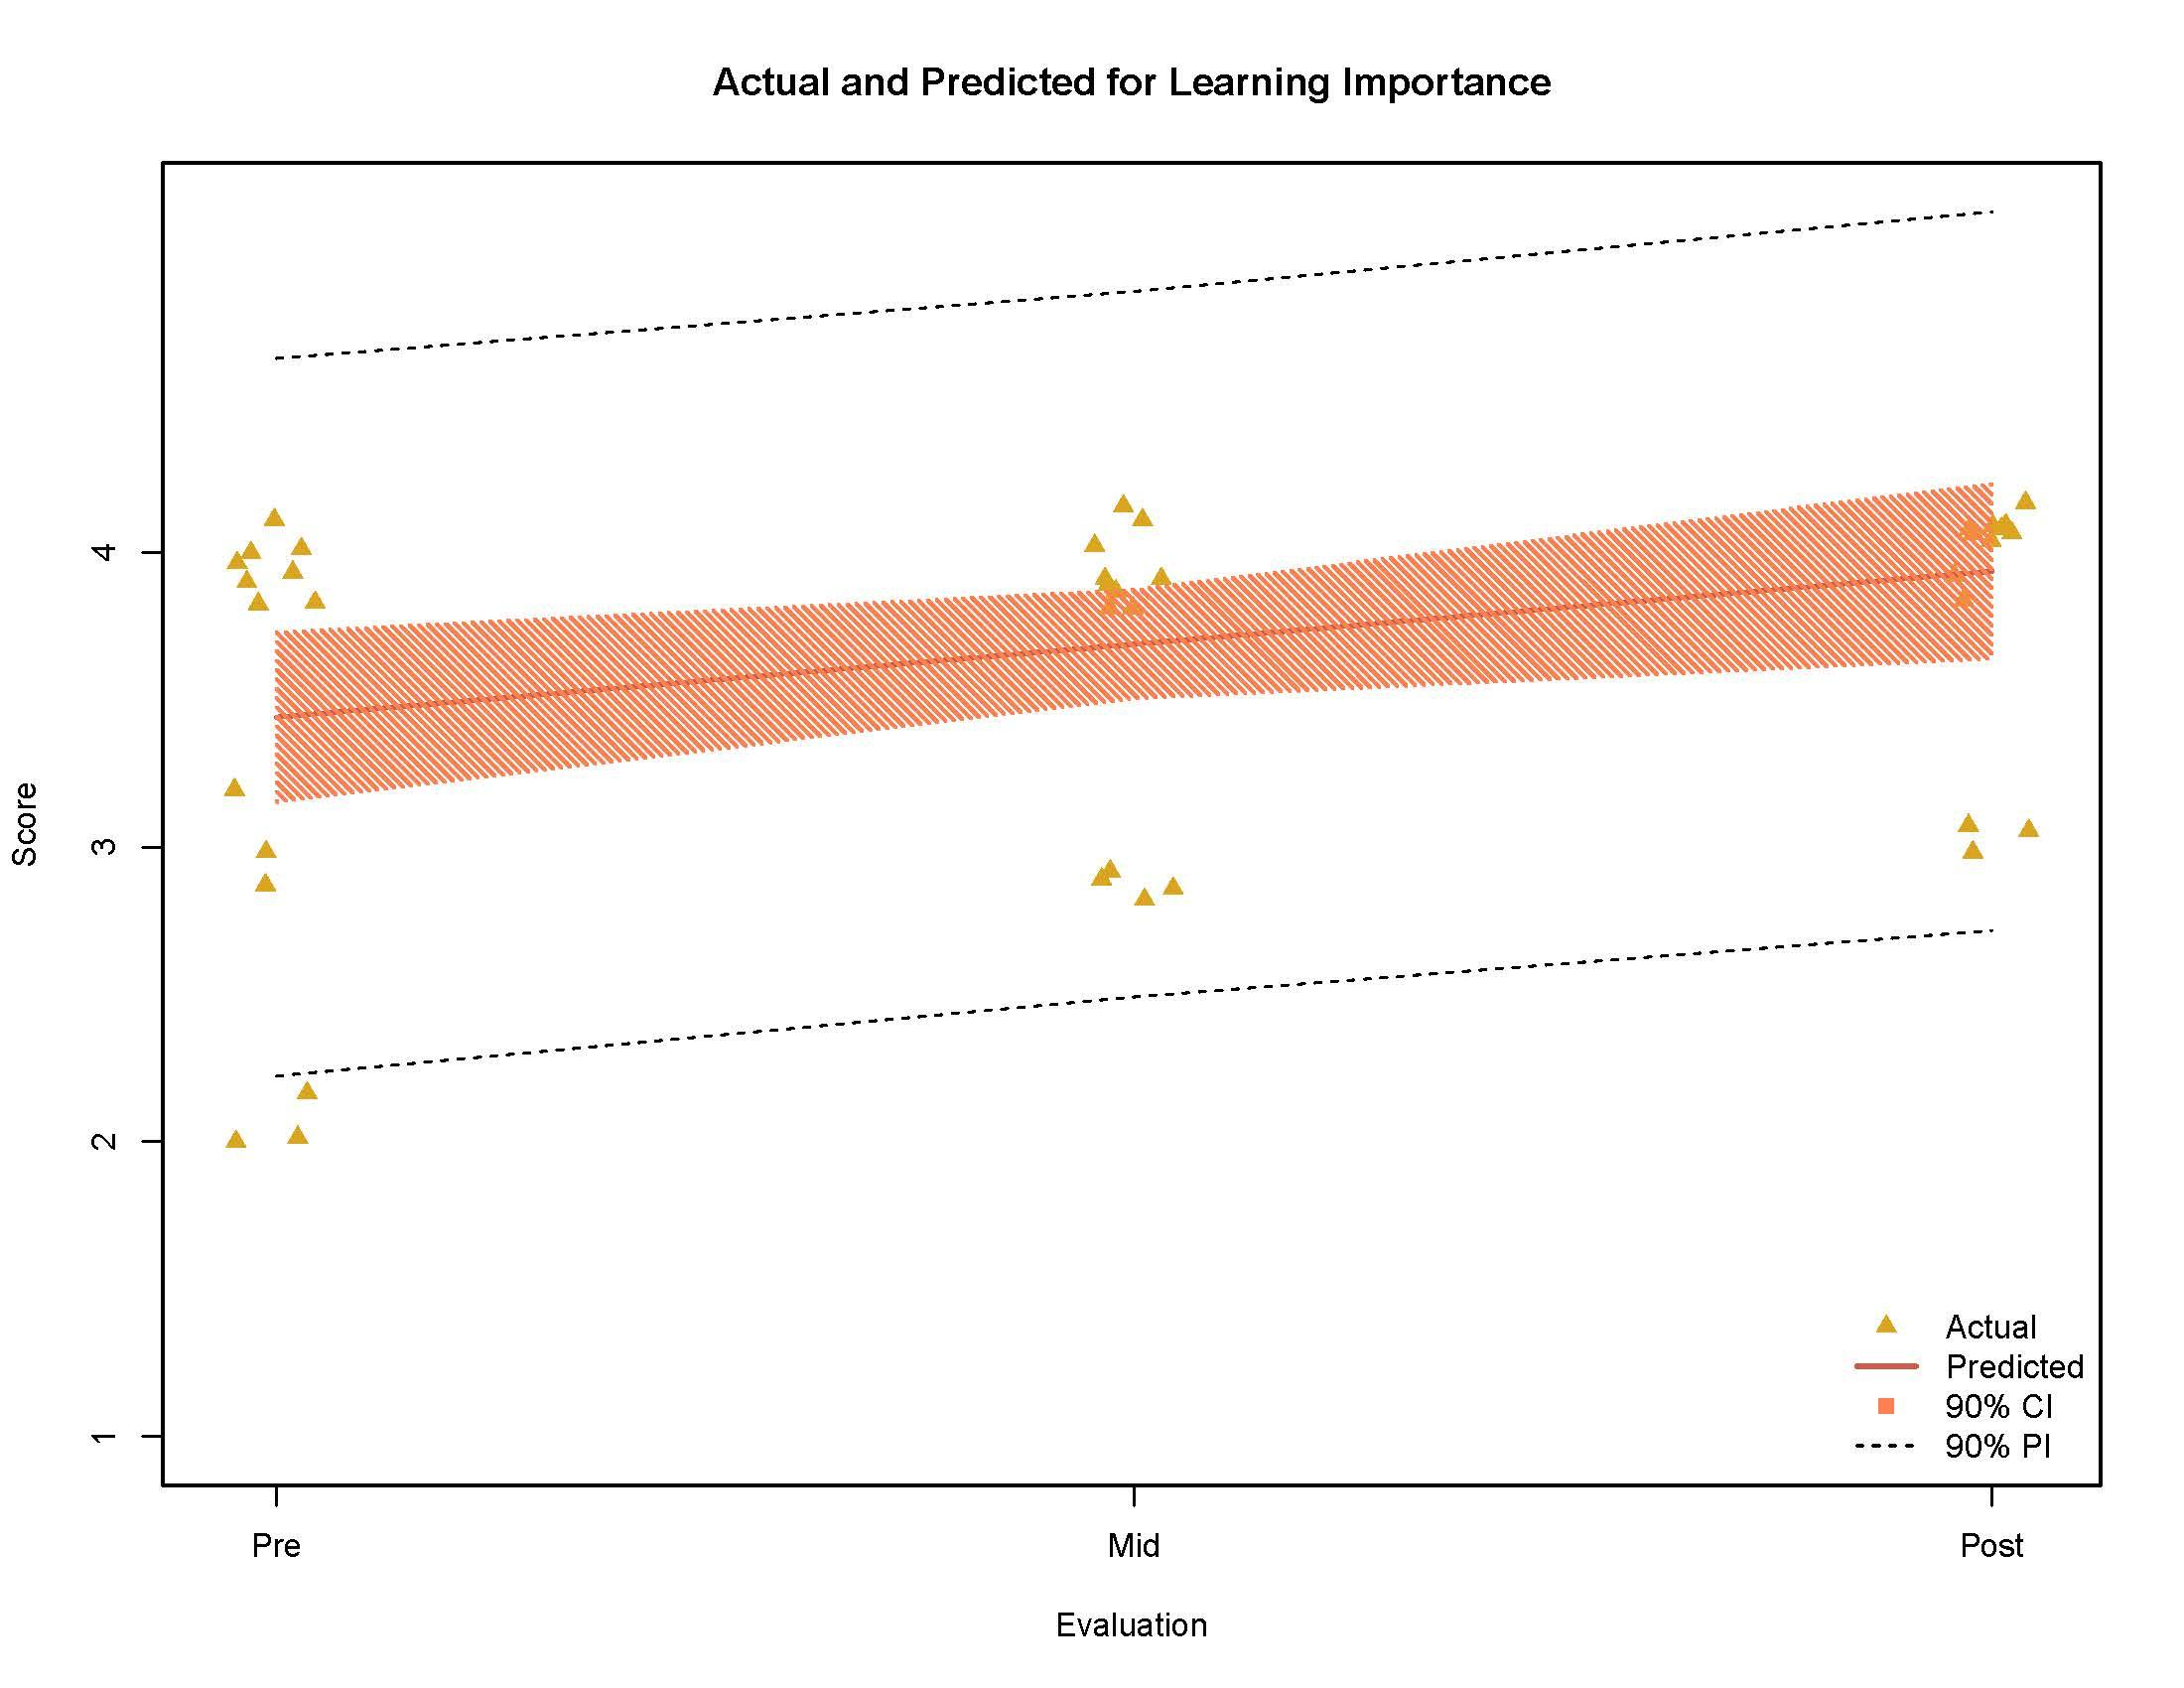 Actual and Predicted for Learning Importance
Score
4
3
2
1
Actual
Predicted
90% CI
90% PI
Pre
Mid
Post
Evaluation